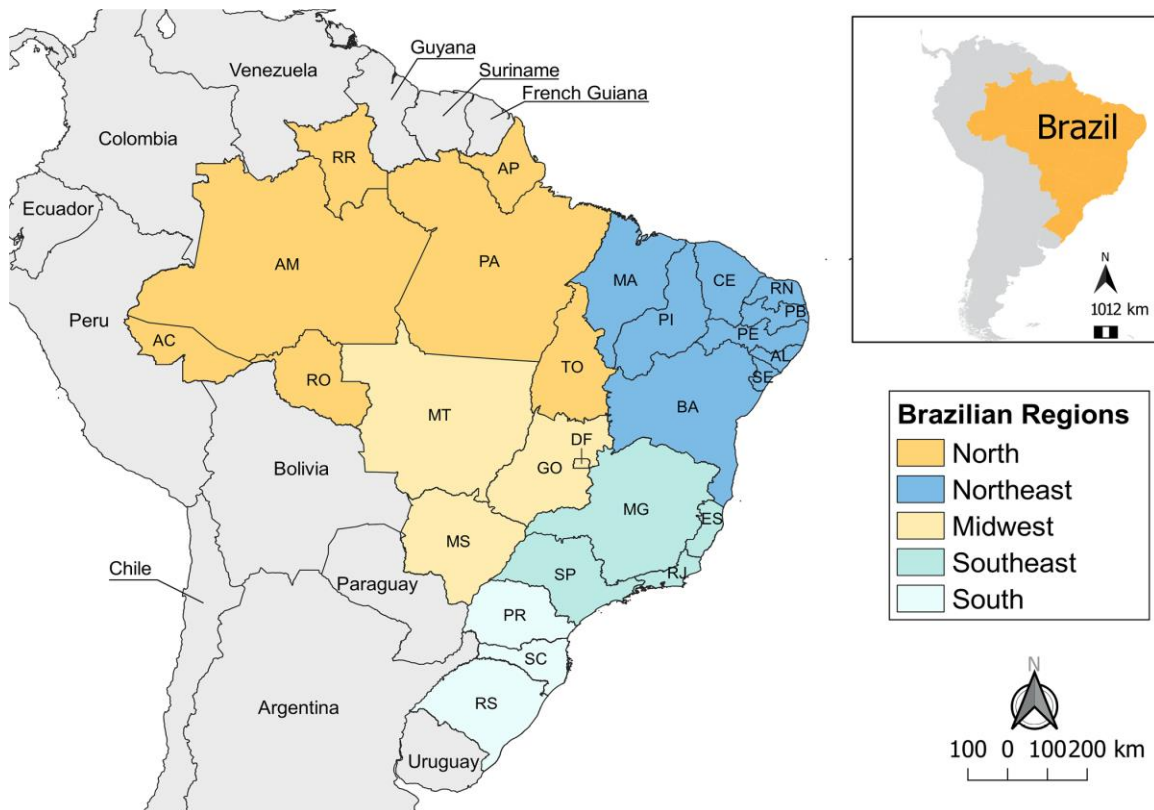 Guyana
Suriname
French Guiana
Venezuela
Colombia
Ecuador
Peru
Bolivia
Chile
Paraguay
Argentina
Uruguay
RR
AP
AM
PA
AC
RO
TO
MA
PI
CE
RN
PB
PE
AL
SE
BA
MT
DF
GO
MS
MG
ES
SP
RJ
PR
SC
RS
Brazil
N
1012 km
Brazilian Regions
North
Northeast
Midwest
Southeast
South
N
100 0 100200 km